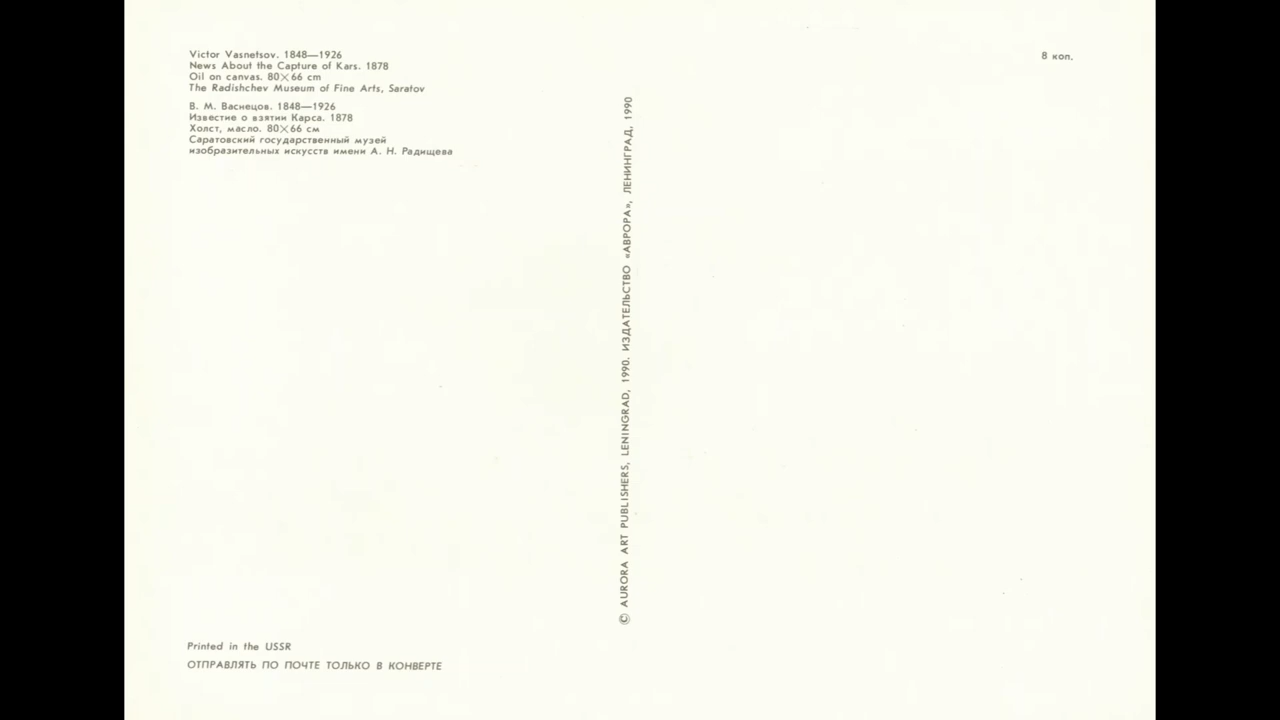 Victor Vasnetsov. 1848—1926
News About the Capture of Kars. 1878
Oil on canvas. 80×66 cm
The Radishchev Museum of Fine Arts, Saratov
В. М. Васнецов. 1848—1926
Известие о взятии Карса. 1878
Холст, масло. 80×66 см
Саратовский государственный музей
изобразительных искусств имени А. Н. Радищева
8 коп.
© AURORA ART PUBLISHERS, LENINGRAD, 1990. ИЗДАТЕЛЬСТВО «АВРОРА», ЛЕНИНГРАД, 1990
Printed in the USSR
ОТПРАВЛЯТЬ ПО ПОЧТЕ ТОЛЬКО В КОНВЕРТЕ